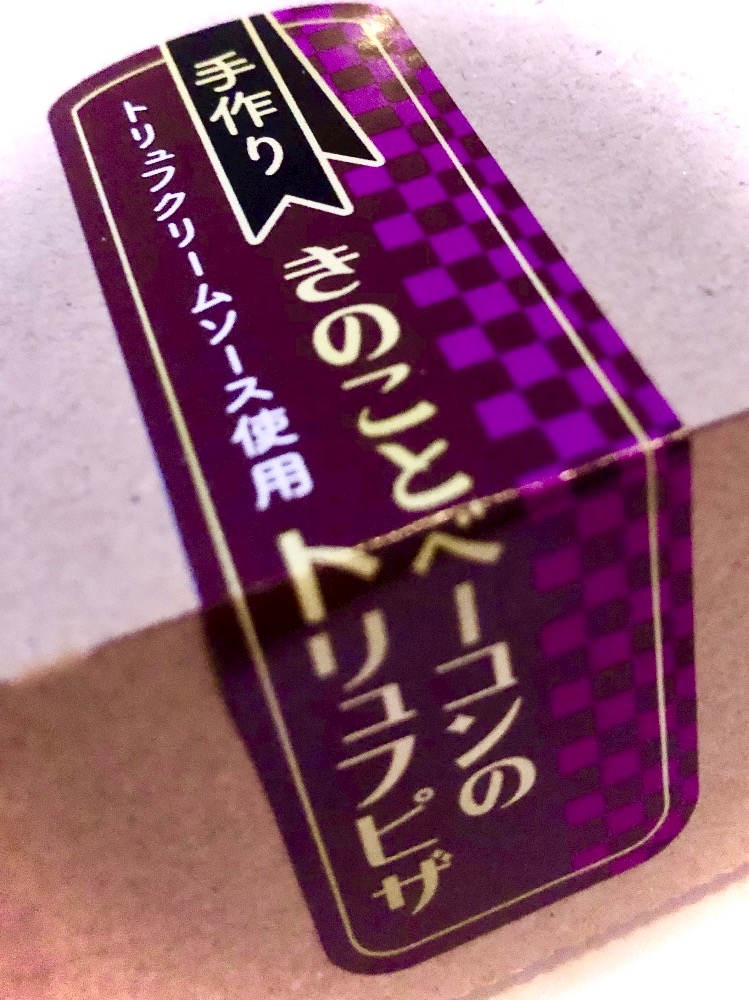 手作り
きのことベーコンの
トリュフピザ
トリュフクリームソース使用